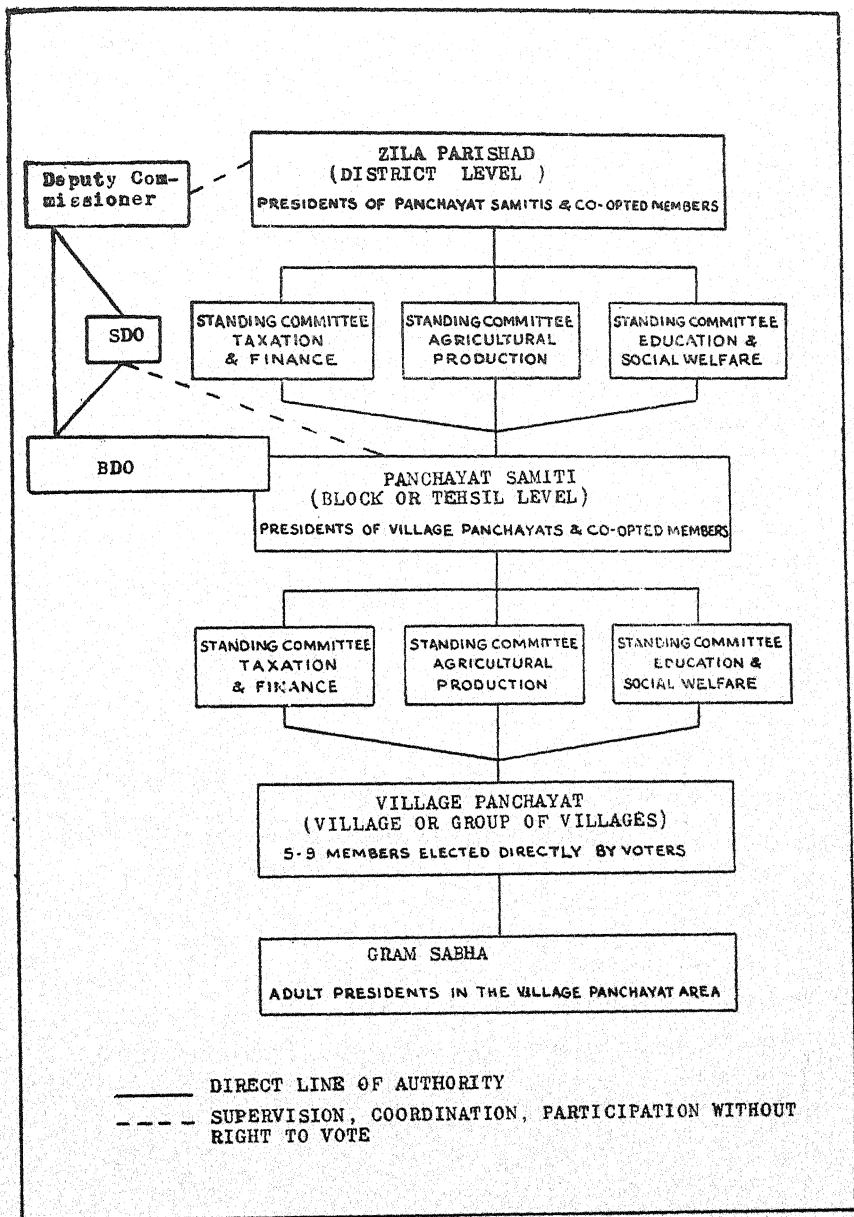 ZILA PARISHAD
(DISTRICT LEVEL )
PRESIDENTS OF PANCHAYAT SAMITIS & CO-OPTED MEMBERS
Deputy Com-
missioner
SDO
STANDING COMMITTEE
TAXATION
& FINANCE
STANDING COMMITTEE
AGRICULTURAL
PRODUCTION
STANDING COMMITTEE
EDUCATION &
SOCIAL WELFARE
BDO
PANCHAYAT SAMITI
(BLOCK OR TEHSIL LEVEL)
PRESIDENTS OF VILLAGE PANCHAYATS & CO-OPTED MEMBERS
STANDING COMMITTEE
TAXATION
& FINANCE
STANDING COMMITTEE
AGRICULTURAL
PRODUCTION
STANDING COMMITTEE
EDUCATION &
SOCIAL WELFARE
VILLAGE PANCHAYAT
(VILLAGE OR GROUP OF VILLAGES)
5-9 MEMBERS ELECTED DIRECTLY BY VOTERS
GRAM SABHA
ADULT PRESIDENTS IN THE VILLAGE PANCHAYAT AREA
DIRECT LINE OF AUTHORITY
SUPERVISION, COORDINATION, PARTICIPATION WITHOUT
RIGHT TO VOTE